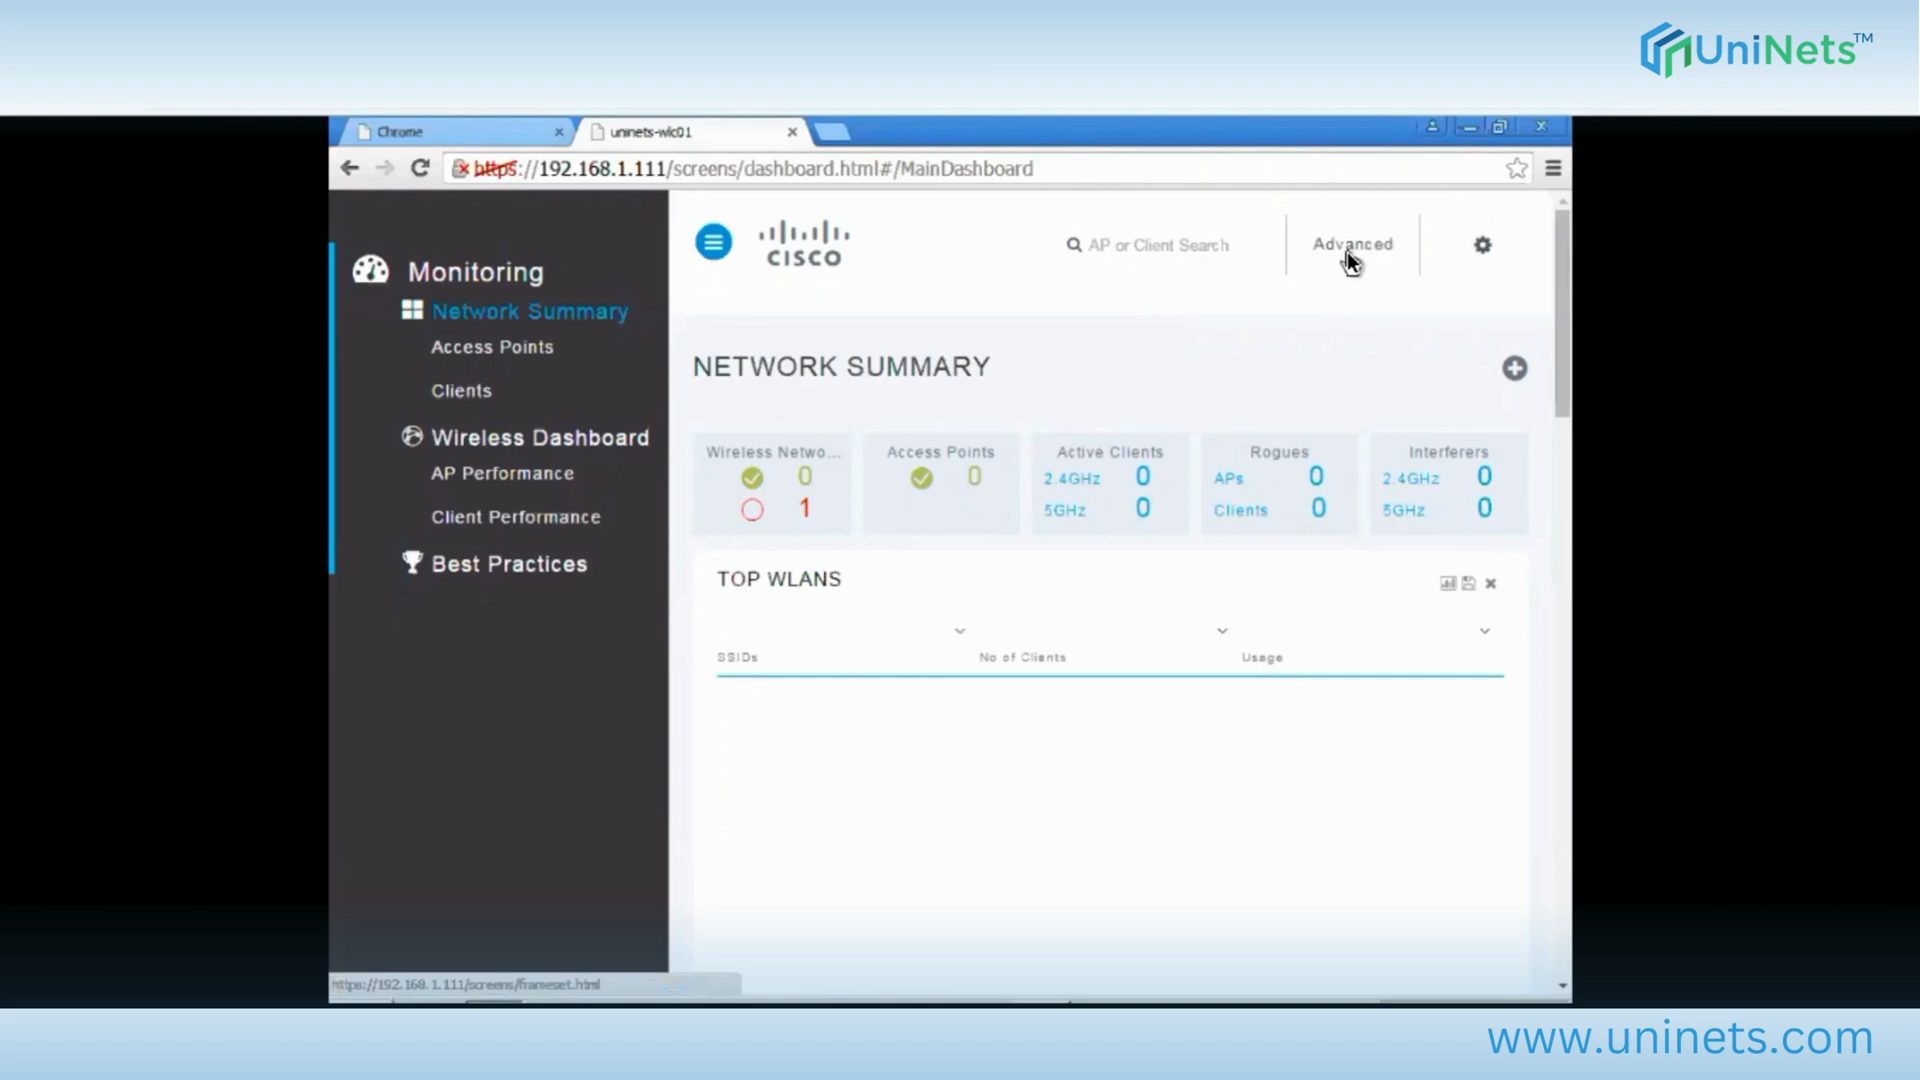 UniNets™
Chrome
uninets-wlc01
https://192.168.1.111/screens/dashboard.html#/MainDashboard
CISCO
AP or Client Search
Advanced
Monitoring
Network Summary
Access Points
Clients
Wireless Dashboard
AP Performance
Client Performance
Best Practices
NETWORK SUMMARY
Wireless Netwo...
0
1
Access Points
0
Active Clients
2.4GHz 0
5GHz 0
Rogues
APs 0
Clients 0
Interferers
2.4GHz 0
5GHz 0
TOP WLANS
SSIDs No of Clients Usage
https://192.168.1.111/screens/frameset.html
www.uninets.com